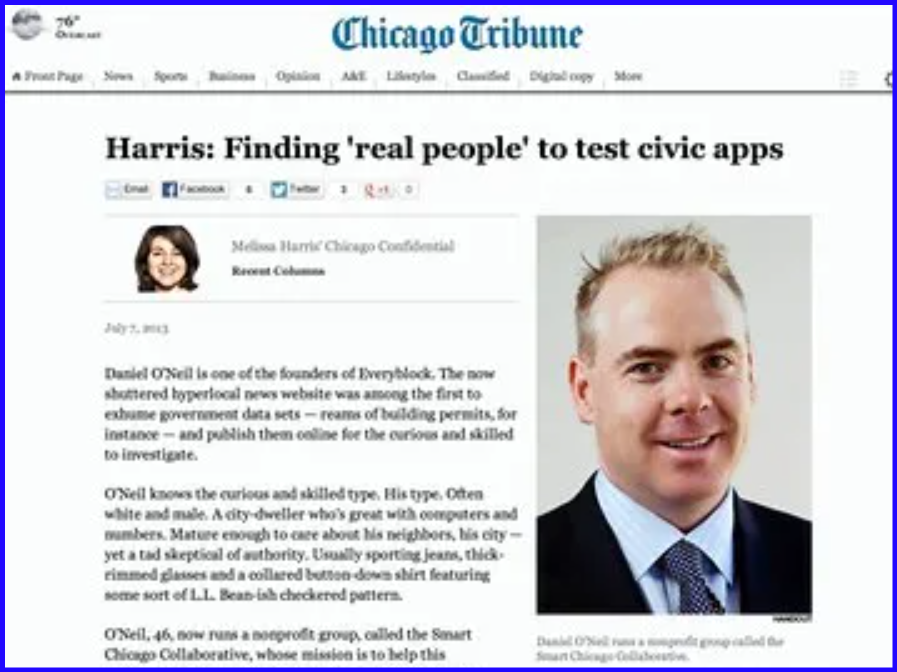 76°
Overcast
Chicago Tribune
Front Page News Sports Business Opinion A&E Lifestyles Classified Digital copy More
Harris: Finding 'real people' to test civic apps
Email Facebook 6 Twitter 3 +1 0
Melissa Harris' Chicago Confidential
Recent Columns
July 7, 2013
Daniel O'Neil is one of the founders of Everyblock. The now
shuttered hyperlocal news website was among the first to
exhume government data sets — reams of building permits, for
instance — and publish them online for the curious and skilled
to investigate.
O'Neil knows the curious and skilled type. His type. Often
white and male. A city-dweller who's great with computers and
numbers. Mature enough to care about his neighbors, his city —
yet a tad skeptical of authority. Usually sporting jeans, thick-
rimmed glasses and a collared button-down shirt featuring
some sort of L.L. Bean-ish checkered pattern.
O'Neil, 46, now runs a nonprofit group, called the Smart
Chicago Collaborative, whose mission is to help this
HANDOUT
Daniel O'Neil runs a nonprofit group called the
Smart Chicago Collaborative.